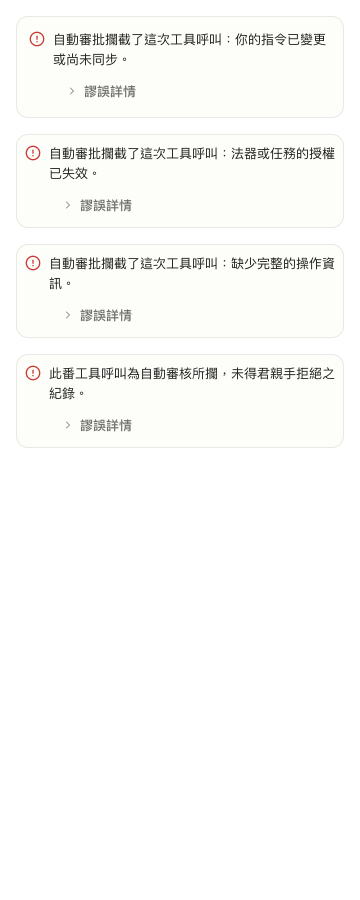 自動審批攔截了這次工具呼叫：你的指令已變更
或尚未同步。
謬誤詳情
自動審批攔截了這次工具呼叫：法器或任務的授權
已失效。
謬誤詳情
自動審批攔截了這次工具呼叫：缺少完整的操作資
訊。
謬誤詳情
此番工具呼叫為自動審核所攔，未得君親手拒絕之
紀錄。
謬誤詳情